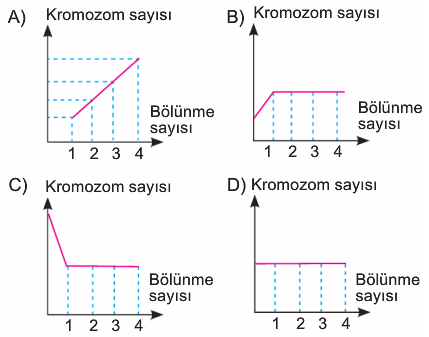 A) Kromozom sayısı
Bölünme
sayısı
1 2 3 4
B) Kromozom sayısı
Bölünme
sayısı
1 2 3 4
C) Kromozom sayısı
Bölünme
sayısı
1 2 3 4
D) Kromozom sayısı
Bölünme
sayısı
1 2 3 4